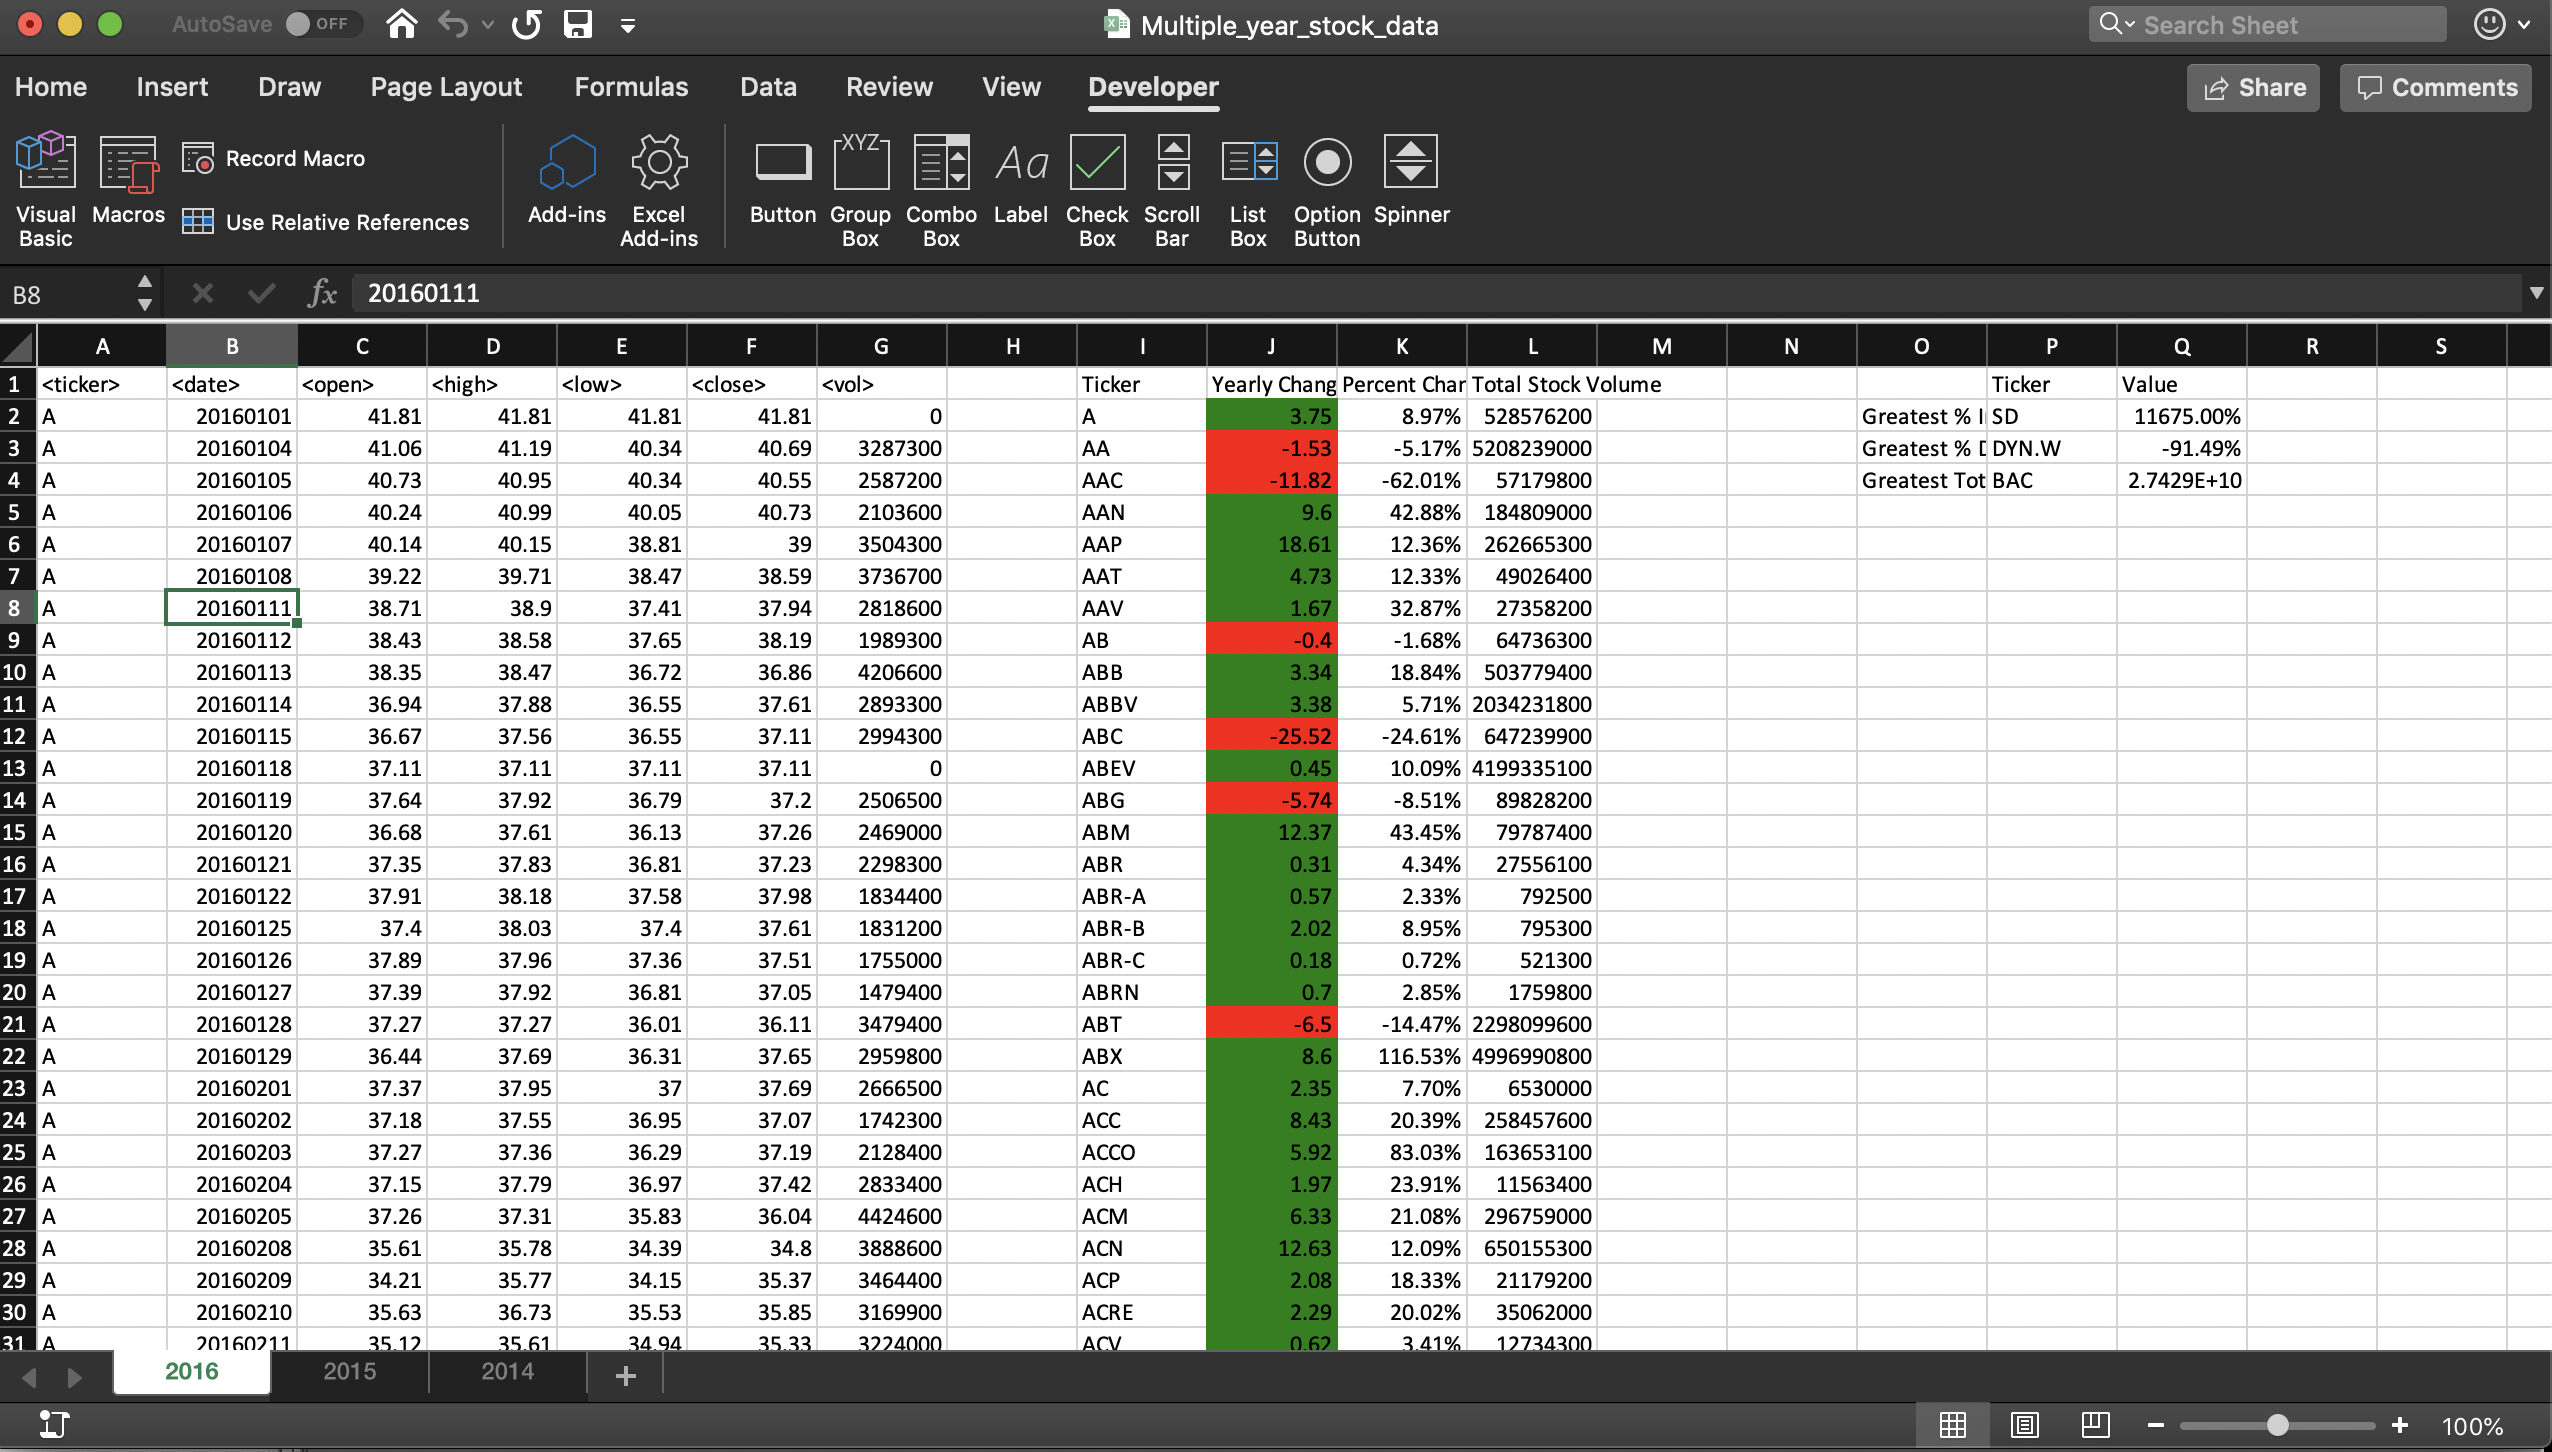 AutoSave OFF Multiple_year_stock_data Search Sheet
Home Insert Draw Page Layout Formulas Data Review View Developer Share Comments
Visual Basic Macros Record Macro Use Relative References Add-ins Excel Add-ins Button Group Box Combo Box Label Check Box Scroll Bar List Box Option Button Spinner
XYZ Aa
B8 fx 20160111
A B C D E F G H I J K L M N O P Q R S
1 <ticker> <date> <open> <high> <low> <close> <vol> Ticker Yearly Chang Percent Char Total Stock Volume Ticker Value
2 A 20160101 41.81 41.81 41.81 41.81 0 A 3.75 8.97% 528576200 Greatest % I SD 11675.00%
3 A 20160104 41.06 41.19 40.34 40.69 3287300 AA -1.53 -5.17% 5208239000 Greatest % D DYN.W -91.49%
4 A 20160105 40.73 40.95 40.34 40.55 2587200 AAC -11.82 -62.01% 57179800 Greatest Tot BAC 2.7429E+10
5 A 20160106 40.24 40.99 40.05 40.73 2103600 AAN 9.6 42.88% 184809000
6 A 20160107 40.14 40.15 38.81 39 3504300 AAP 18.61 12.36% 262665300
7 A 20160108 39.22 39.71 38.47 38.59 3736700 AAT 4.73 12.33% 49026400
8 A 20160111 38.71 38.9 37.41 37.94 2818600 AAV 1.67 32.87% 27358200
9 A 20160112 38.43 38.58 37.65 38.19 1989300 AB -0.4 -1.68% 64736300
10 A 20160113 38.35 38.47 36.72 36.86 4206600 ABB 3.34 18.84% 503779400
11 A 20160114 36.94 37.88 36.55 37.61 2893300 ABBV 3.38 5.71% 2034231800
12 A 20160115 36.67 37.56 36.55 37.11 2994300 ABC -25.52 -24.61% 647239900
13 A 20160118 37.11 37.11 37.11 37.11 0 ABEV 0.45 10.09% 4199335100
14 A 20160119 37.64 37.92 36.79 37.2 2506500 ABG -5.74 -8.51% 89828200
15 A 20160120 36.68 37.61 36.13 37.26 2469000 ABM 12.37 43.45% 79787400
16 A 20160121 37.35 37.83 36.81 37.23 2298300 ABR 0.31 4.34% 27556100
17 A 20160122 37.91 38.18 37.58 37.98 1834400 ABR-A 0.57 2.33% 792500
18 A 20160125 37.4 38.03 37.4 37.61 1831200 ABR-B 2.02 8.95% 795300
19 A 20160126 37.89 37.96 37.36 37.51 1755000 ABR-C 0.18 0.72% 521300
20 A 20160127 37.39 37.92 36.81 37.05 1479400 ABRN 0.7 2.85% 1759800
21 A 20160128 37.27 37.27 36.01 36.11 3479400 ABT -6.5 -14.47% 2298099600
22 A 20160129 36.44 37.69 36.31 37.65 2959800 ABX 8.6 116.53% 4996990800
23 A 20160201 37.37 37.95 37 37.69 2666500 AC 2.35 7.70% 6530000
24 A 20160202 37.18 37.55 36.95 37.07 1742300 ACC 8.43 20.39% 258457600
25 A 20160203 37.27 37.36 36.29 37.19 2128400 ACCO 5.92 83.03% 163653100
26 A 20160204 37.15 37.79 36.97 37.42 2833400 ACH 1.97 23.91% 11563400
27 A 20160205 37.26 37.31 35.83 36.04 4424600 ACM 6.33 21.08% 296759000
28 A 20160208 35.61 35.78 34.39 34.8 3888600 ACN 12.63 12.09% 650155300
29 A 20160209 34.21 35.77 34.15 35.37 3464400 ACP 2.08 18.33% 21179200
30 A 20160210 35.63 36.73 35.53 35.85 3169900 ACRE 2.29 20.02% 35062000
31 A 20160211 35.12 35.61 34.94 35.33 3224000 ACV 0.62 3.41% 12734300
2016 2015 2014
100%